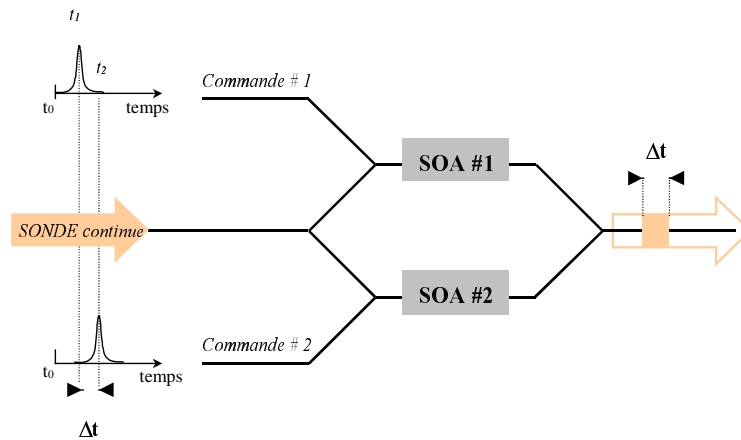 t1
t2
t0
temps
Commande # 1
SOA #1
Δt
SONDE continue
SOA #2
Commande # 2
t0
temps
Δt